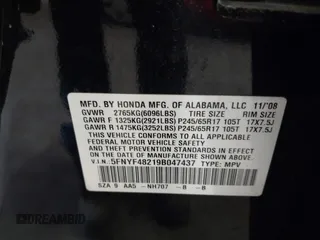 MFD. BY HONDA MFG. OF ALABAMA, LLC 11/'08
GVWR 2765KG(6096LBS) TIRE SIZE RIM SIZE
GAWR F 1325KG(2921LBS) P245/65R17 105T 17X7.5J
GAWR R 1475KG(3252LBS) P245/65R17 105T 17X7.5J
THIS VEHICLE CONFORMS TO ALL APPLICABLE
FEDERAL MOTOR VEHICLE SAFETY AND THEFT
PREVENTION STANDARDS IN EFFECT ON THE DATE
OF MANUFACTURE SHOWN ABOVE.
V.I.N. 5FNYF48219B047437 TYPE: MPV
SZA 9 AA5 -NH707 -B -B